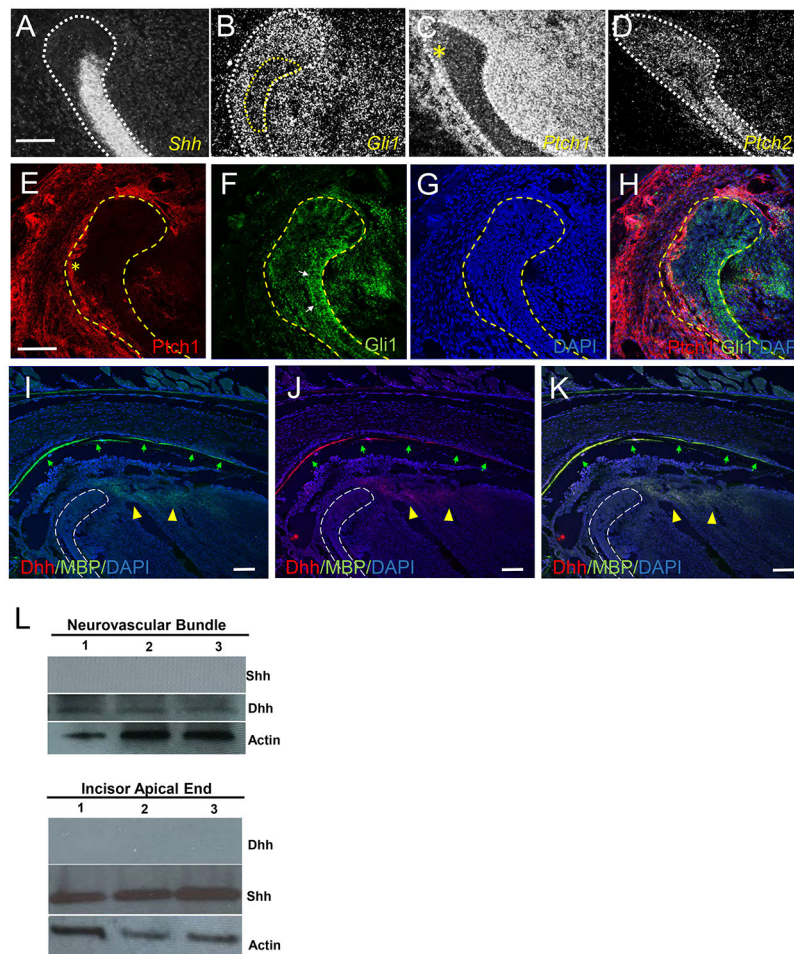 A
Shh
B
Gli1
C
*
Ptch1
D
Ptch2
E
*
Ptch1
F
Gli1
G
DAPI
H
Ptch1 Gli1 DAP
I
Dhh/MBP/DAPI
J
Dhh/MBP/DAPI
K
Dhh/MBP/DAPI
L
Neurovascular Bundle
1 2 3
Shh
Dhh
Actin
Incisor Apical End
1 2 3
Dhh
Shh
Actin